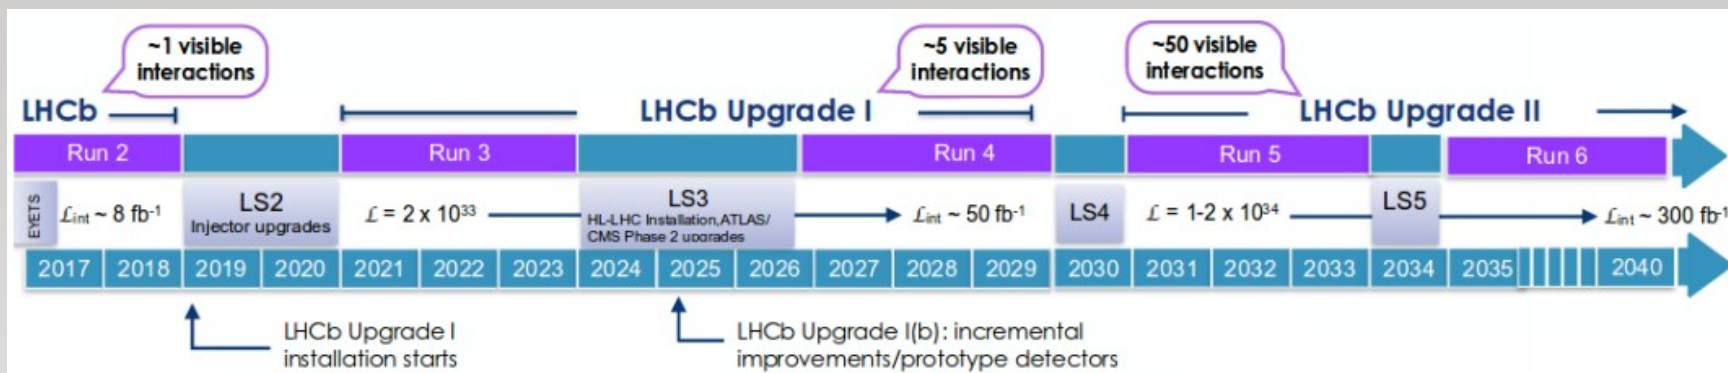 ~1 visible
interactions
~5 visible
interactions
~50 visible
interactions
LHCb
LHCb Upgrade I
LHCb Upgrade II
Run 2
Run 3
Run 4
Run 5
Run 6
EYETS
ℒint ~ 8 fb⁻¹
LS2
Injector upgrades
ℒ = 2 x 10³³
LS3
HL-LHC Installation, ATLAS/
CMS Phase 2 upgrades
ℒint ~ 50 fb⁻¹
LS4
ℒ = 1-2 x 10³⁴
LS5
ℒint ~ 300 fb⁻¹
2017 2018 2019 2020 2021 2022 2023 2024 2025 2026 2027 2028 2029 2030 2031 2032 2033 2034 2035 2040
LHCb Upgrade I
installation starts
LHCb Upgrade I(b): incremental
improvements/prototype detectors